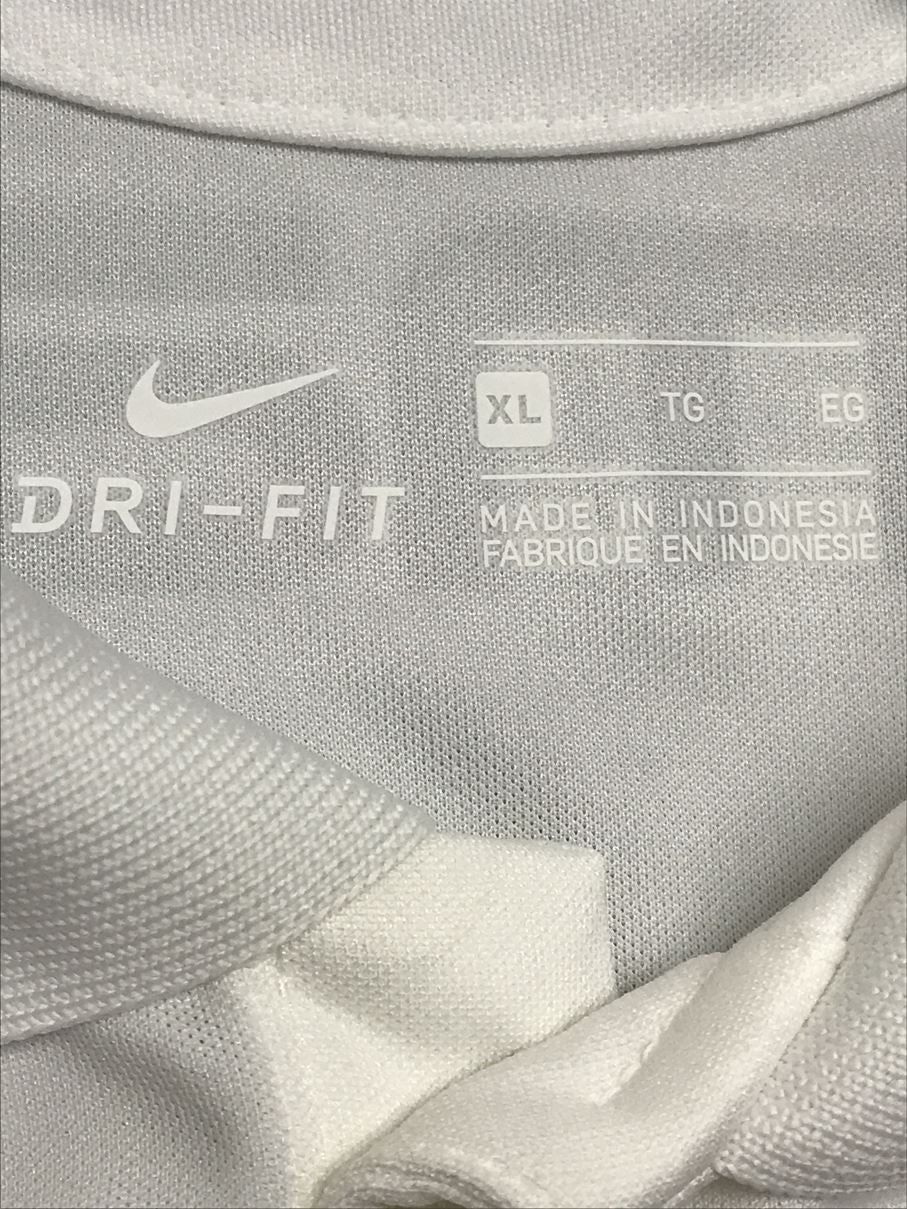 DRI-FIT
XL TG EG
MADE IN INDONESIA
FABRIQUE EN INDONESIE